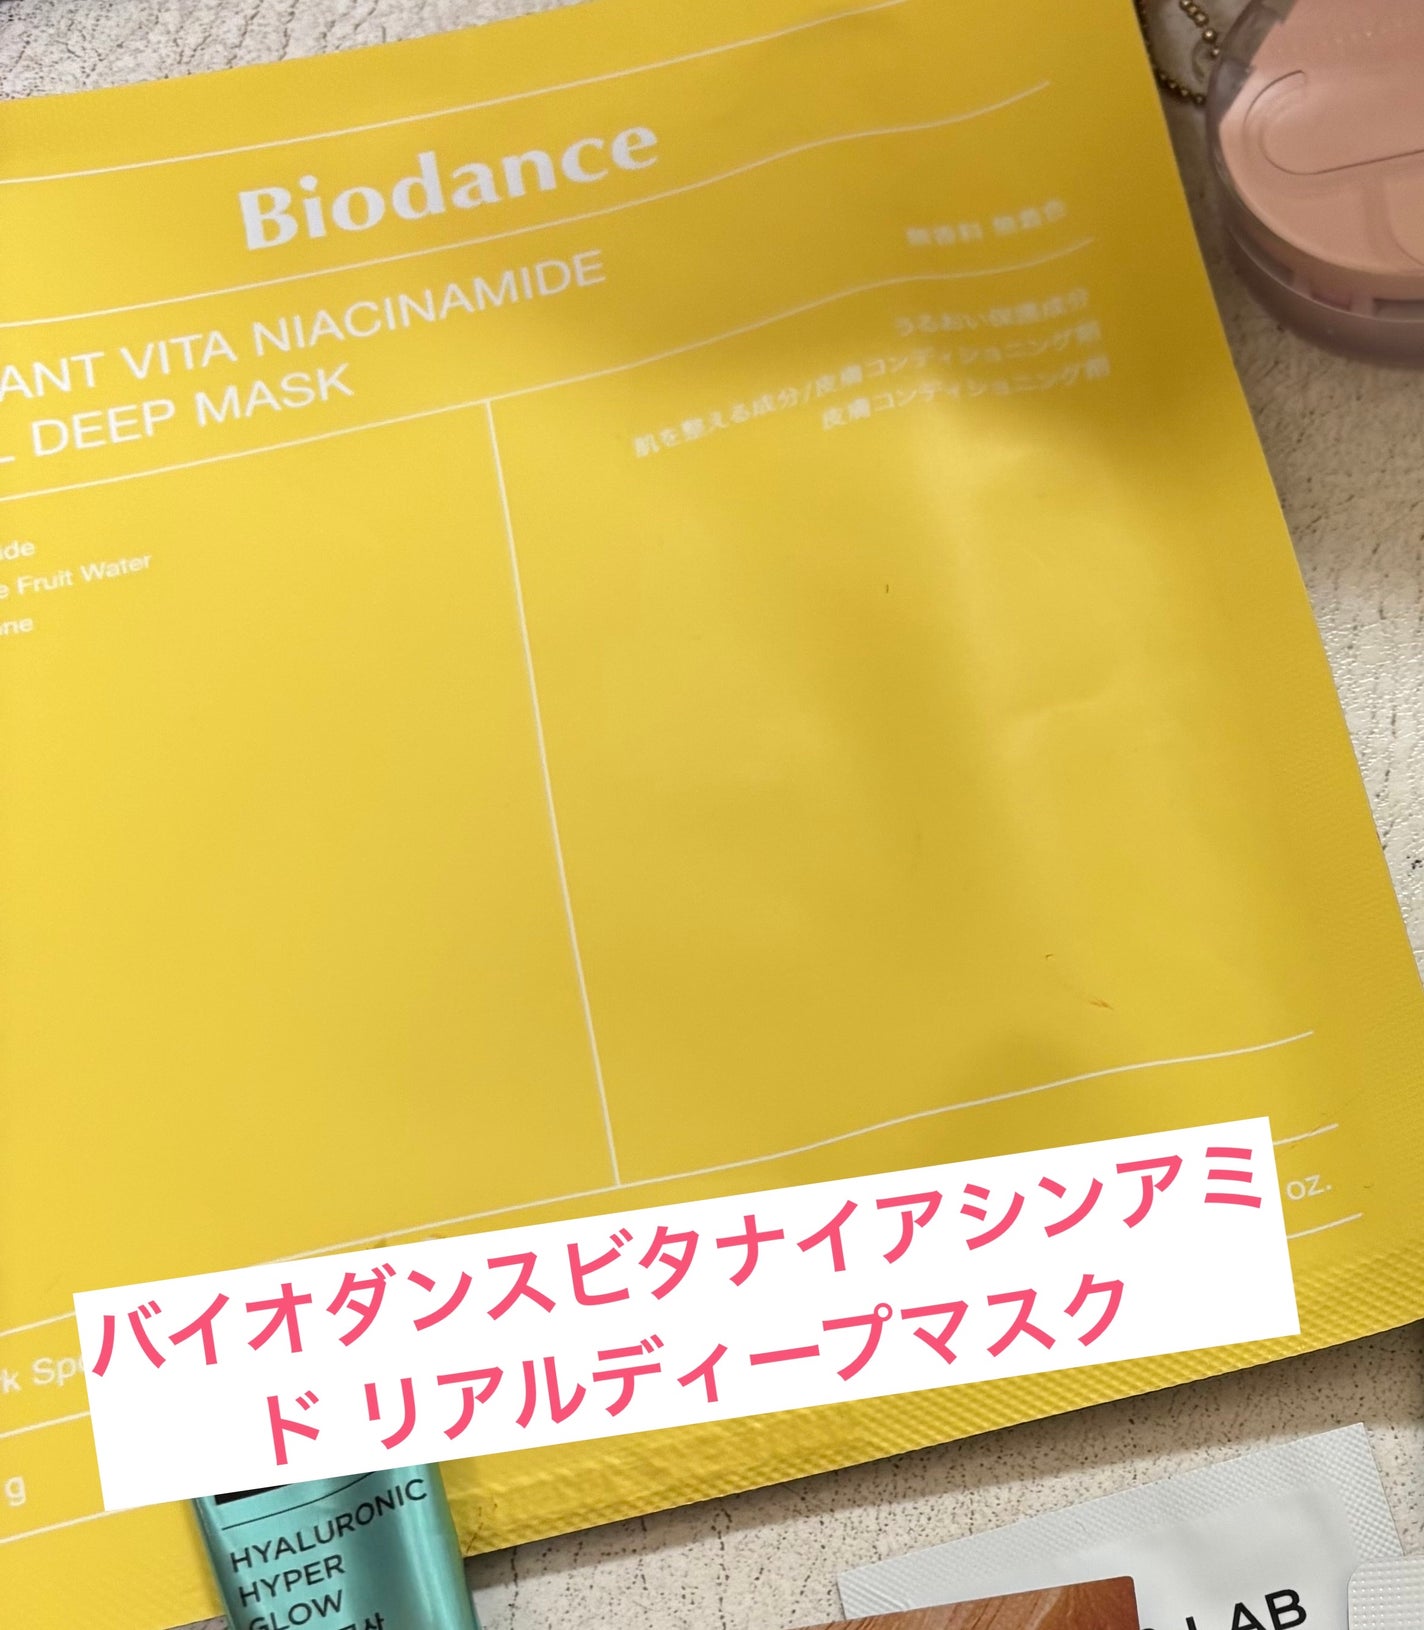 Biodance
無香料 無着色
ANT VITA NIACINAMIDE
DEEP MASK
うるおい保護成分
肌を整える成分/皮膚コンディショニング剤
皮膚コンディショニング剤
de
Fruit Water
ne
oz.
バイオダンスビタナイアシンアミ
ド リアルディープマスク
rk Spo
g
HYALURONIC
HYPER
GLOW
LAB